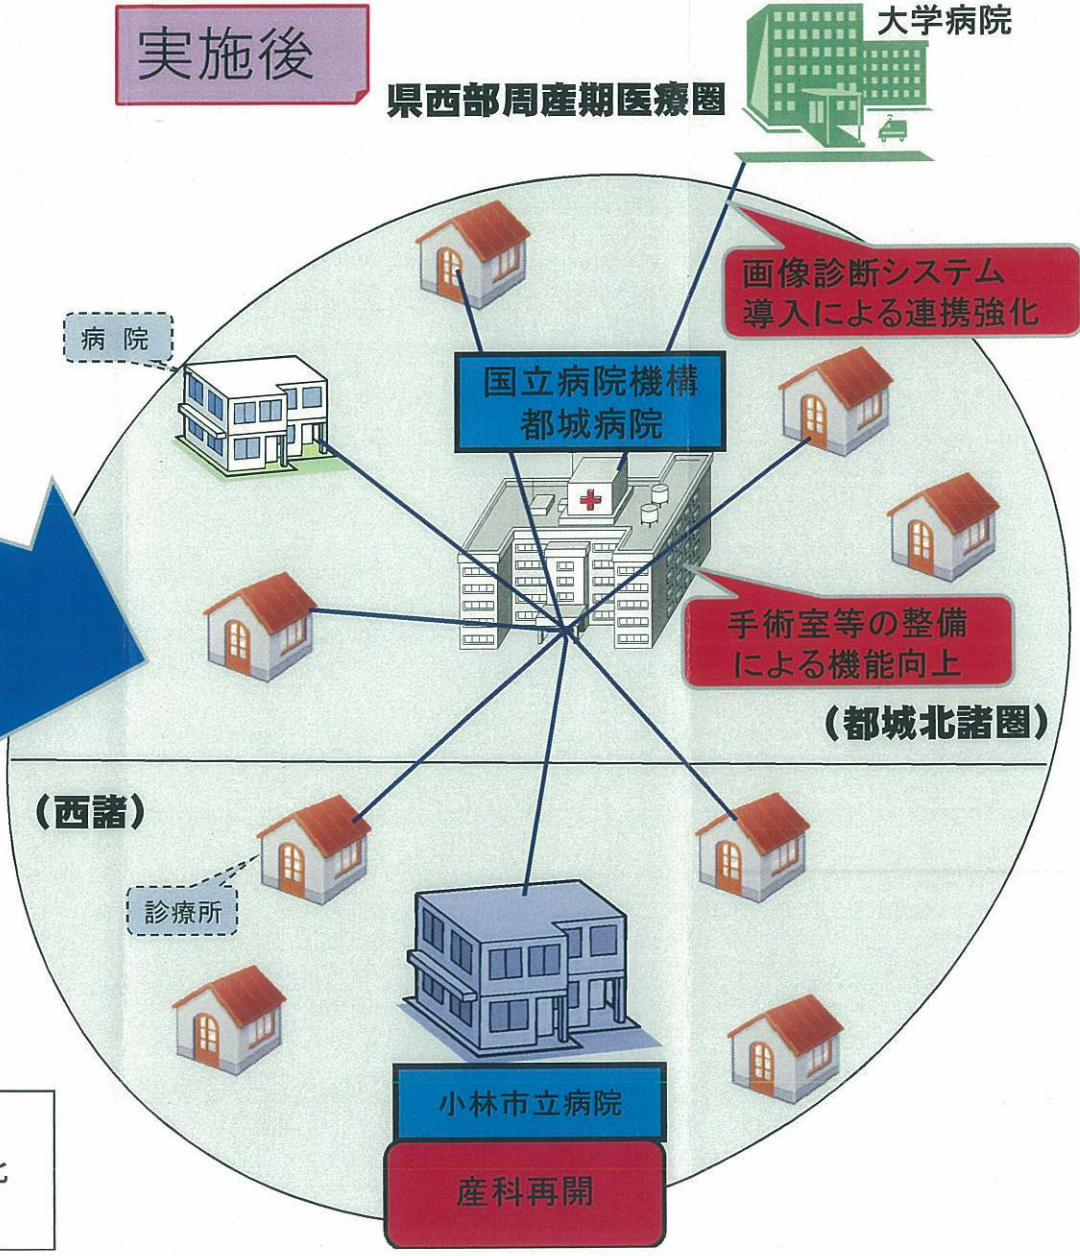 実施後
大学病院
県西部周産期医療圏
画像診断システム
導入による連携強化
病院
国立病院機構
都城病院
手術室等の整備
による機能向上
(都城北諸圏)
(西諸)
診療所
小林市立病院
産科再開